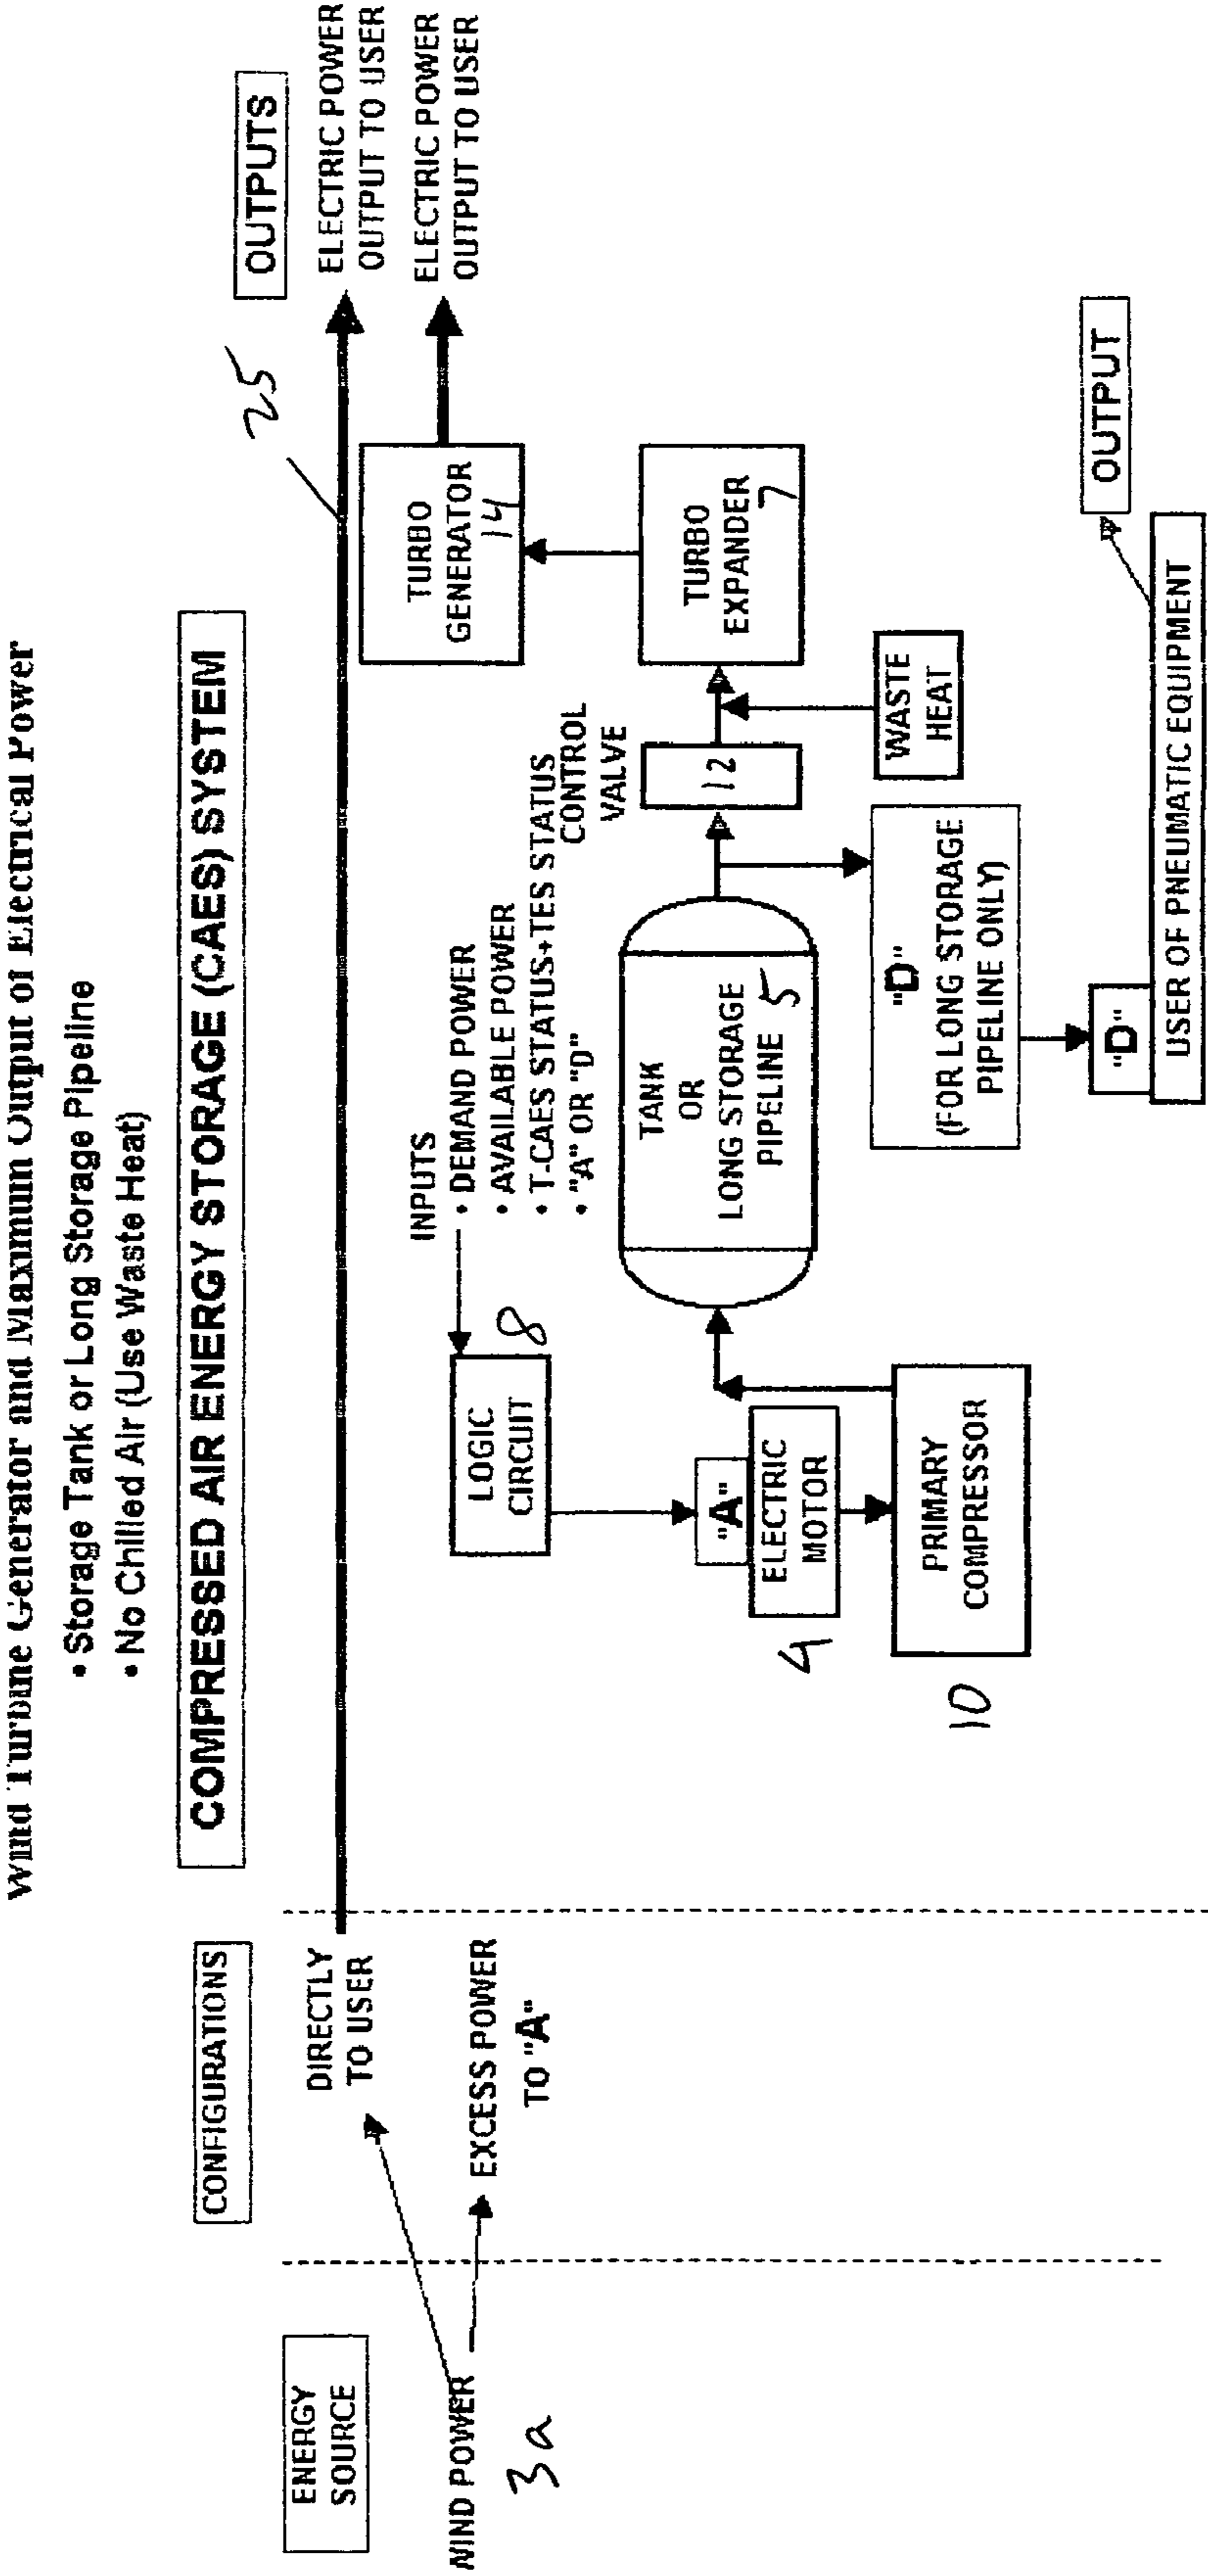 Wind Turbine Generator and Maximum Output of Electrical Power
• Storage Tank or Long Storage Pipeline
• No Chilled Air (Use Waste Heat)
CONFIGURATIONS
COMPRESSED AIR ENERGY STORAGE (CAES) SYSTEM
OUTPUTS
ENERGY
SOURCE
WIND POWER
3a
DIRECTLY
TO USER
EXCESS POWER
TO "A"
25
ELECTRIC POWER
OUTPUT TO USER
ELECTRIC POWER
OUTPUT TO USER
INPUTS
• DEMAND POWER
• AVAILABLE POWER
• T-CAES STATUS+TES STATUS
• "A" OR "D"
LOGIC
CIRCUIT
8
"A"
ELECTRIC
MOTOR
4
PRIMARY
COMPRESSOR
10
TANK
OR
LONG STORAGE
PIPELINE 5
CONTROL
VALVE
12
WASTE
HEAT
TURBO
GENERATOR
14
TURBO
EXPANDER
7
"D"
(FOR LONG STORAGE
PIPELINE ONLY)
"D"
USER OF PNEUMATIC EQUIPMENT
OUTPUT